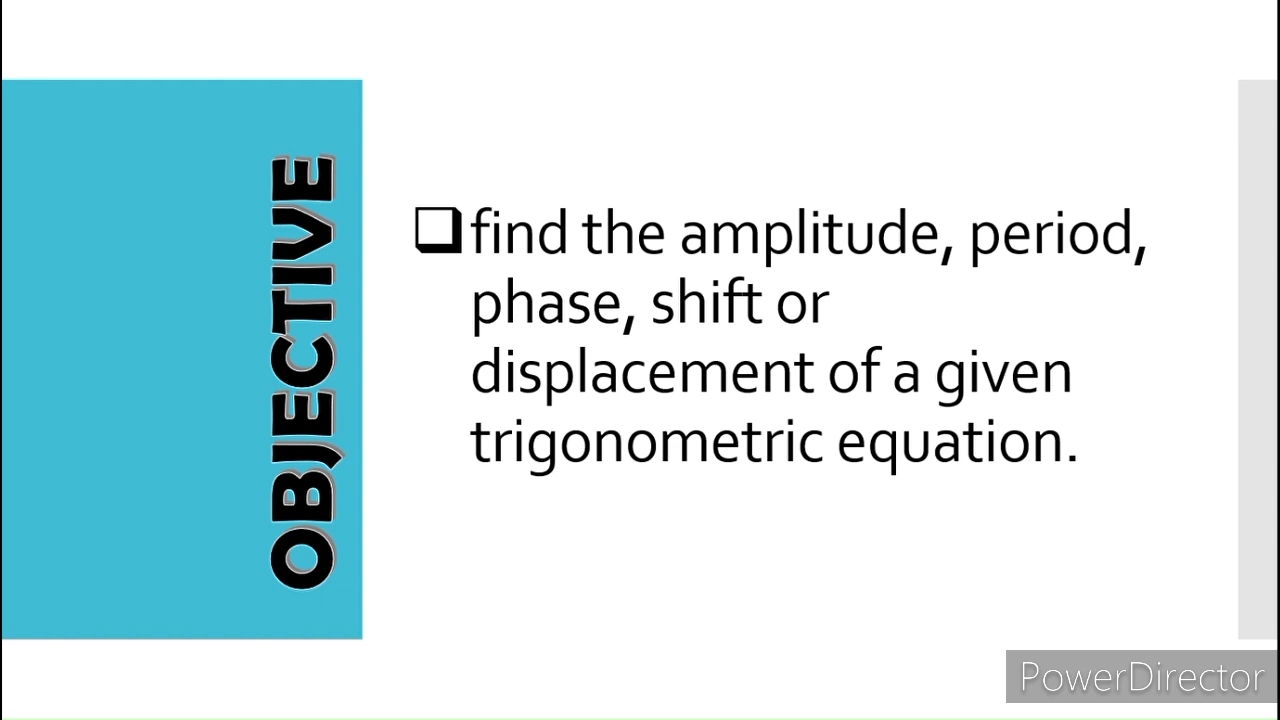 OBJECTIVE
❑find the amplitude, period,
phase, shift or
displacement of a given
trigonometric equation.
PowerDirector